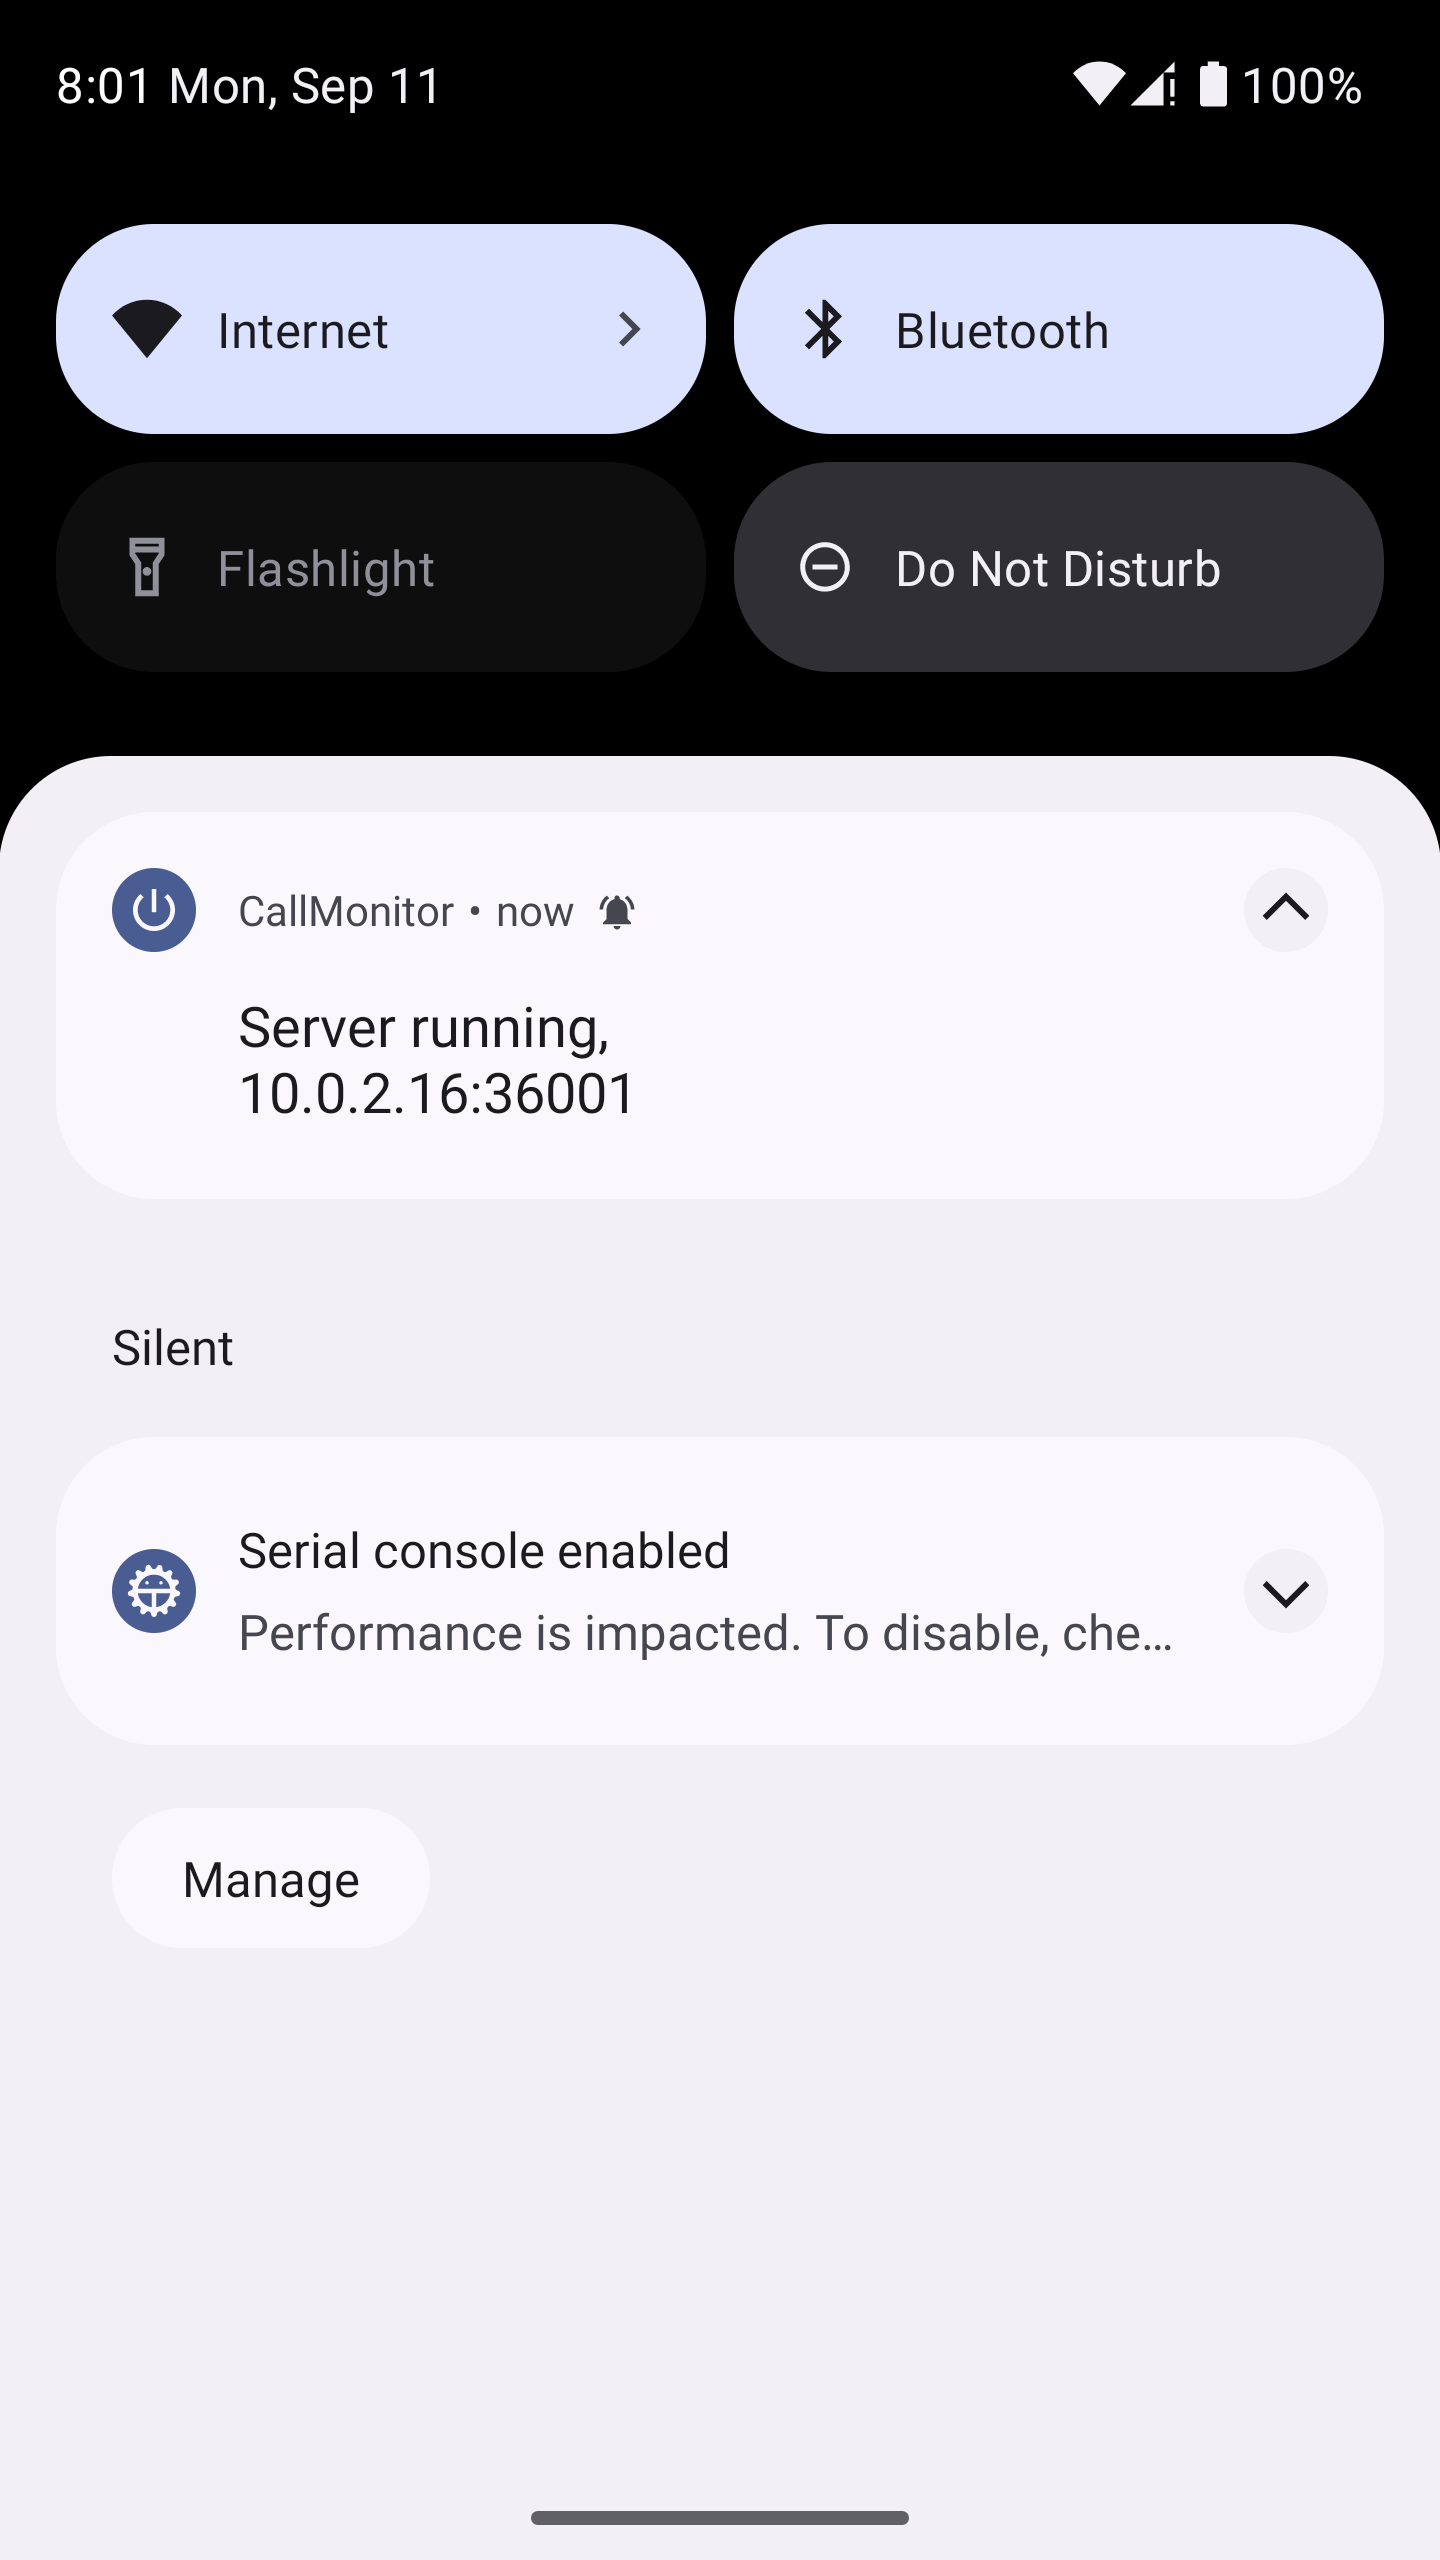 8:01 Mon, Sep 11
100%
Internet
Bluetooth
Flashlight
Do Not Disturb
CallMonitor • now
Server running,
10.0.2.16:36001
Silent
Serial console enabled
Performance is impacted. To disable, che…
Manage